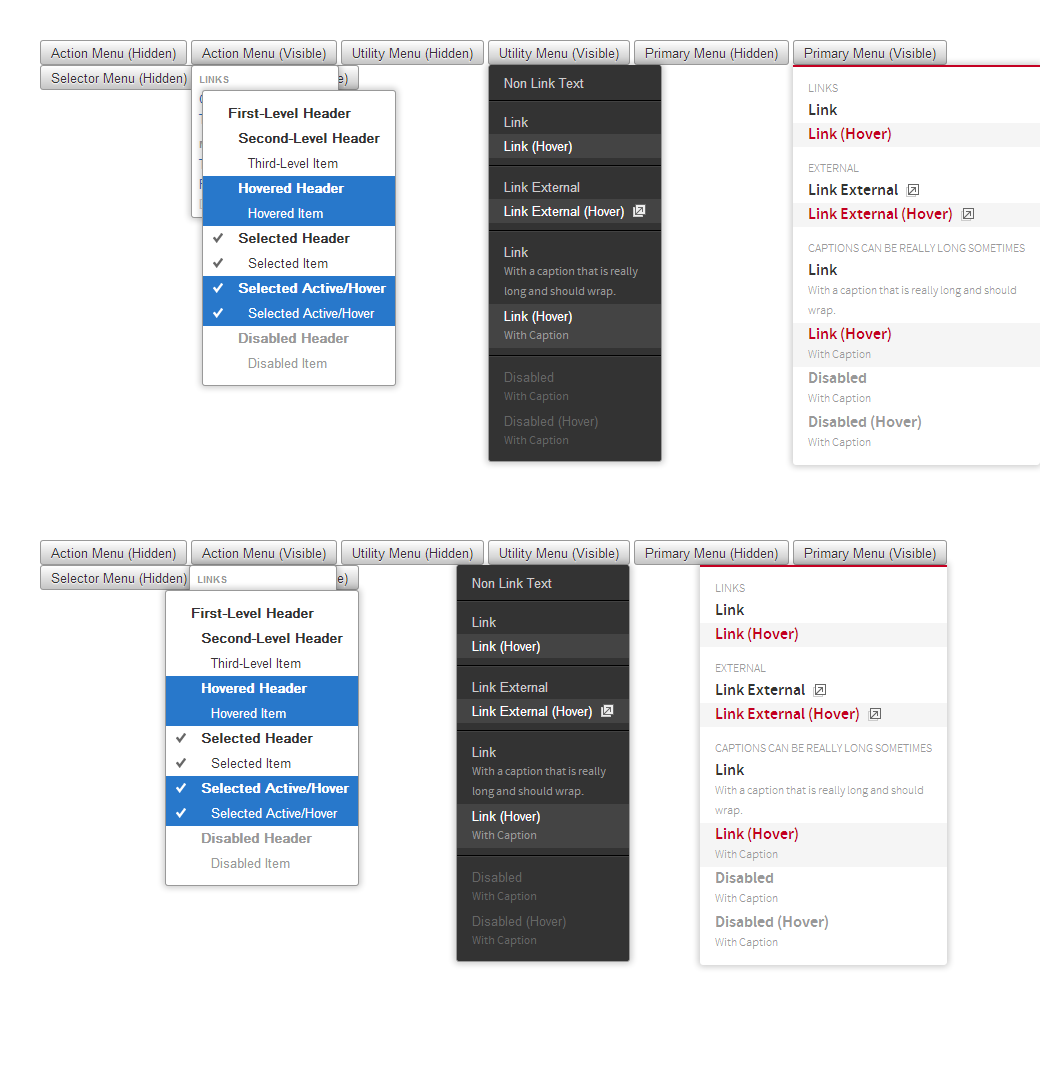 Action Menu (Hidden)
Action Menu (Visible)
Utility Menu (Hidden)
Utility Menu (Visible)
Primary Menu (Hidden)
Primary Menu (Visible)
Selector Menu (Hidden)
LINKS
First-Level Header
Second-Level Header
Third-Level Item
Hovered Header
Hovered Item
Selected Header
Selected Item
Selected Active/Hover
Selected Active/Hover
Disabled Header
Disabled Item
Non Link Text
Link
Link (Hover)
Link External
Link External (Hover)
Link
With a caption that is really
long and should wrap.
Link (Hover)
With Caption
Disabled
With Caption
Disabled (Hover)
With Caption
LINKS
Link
Link (Hover)
EXTERNAL
Link External
Link External (Hover)
CAPTIONS CAN BE REALLY LONG SOMETIMES
Link
With a caption that is really long and should
wrap.
Link (Hover)
With Caption
Disabled
With Caption
Disabled (Hover)
With Caption
Action Menu (Hidden)
Action Menu (Visible)
Utility Menu (Hidden)
Utility Menu (Visible)
Primary Menu (Hidden)
Primary Menu (Visible)
Selector Menu (Hidden)
LINKS
First-Level Header
Second-Level Header
Third-Level Item
Hovered Header
Hovered Item
Selected Header
Selected Item
Selected Active/Hover
Selected Active/Hover
Disabled Header
Disabled Item
Non Link Text
Link
Link (Hover)
Link External
Link External (Hover)
Link
With a caption that is really
long and should wrap.
Link (Hover)
With Caption
Disabled
With Caption
Disabled (Hover)
With Caption
LINKS
Link
Link (Hover)
EXTERNAL
Link External
Link External (Hover)
CAPTIONS CAN BE REALLY LONG SOMETIMES
Link
With a caption that is really long and should
wrap.
Link (Hover)
With Caption
Disabled
With Caption
Disabled (Hover)
With Caption